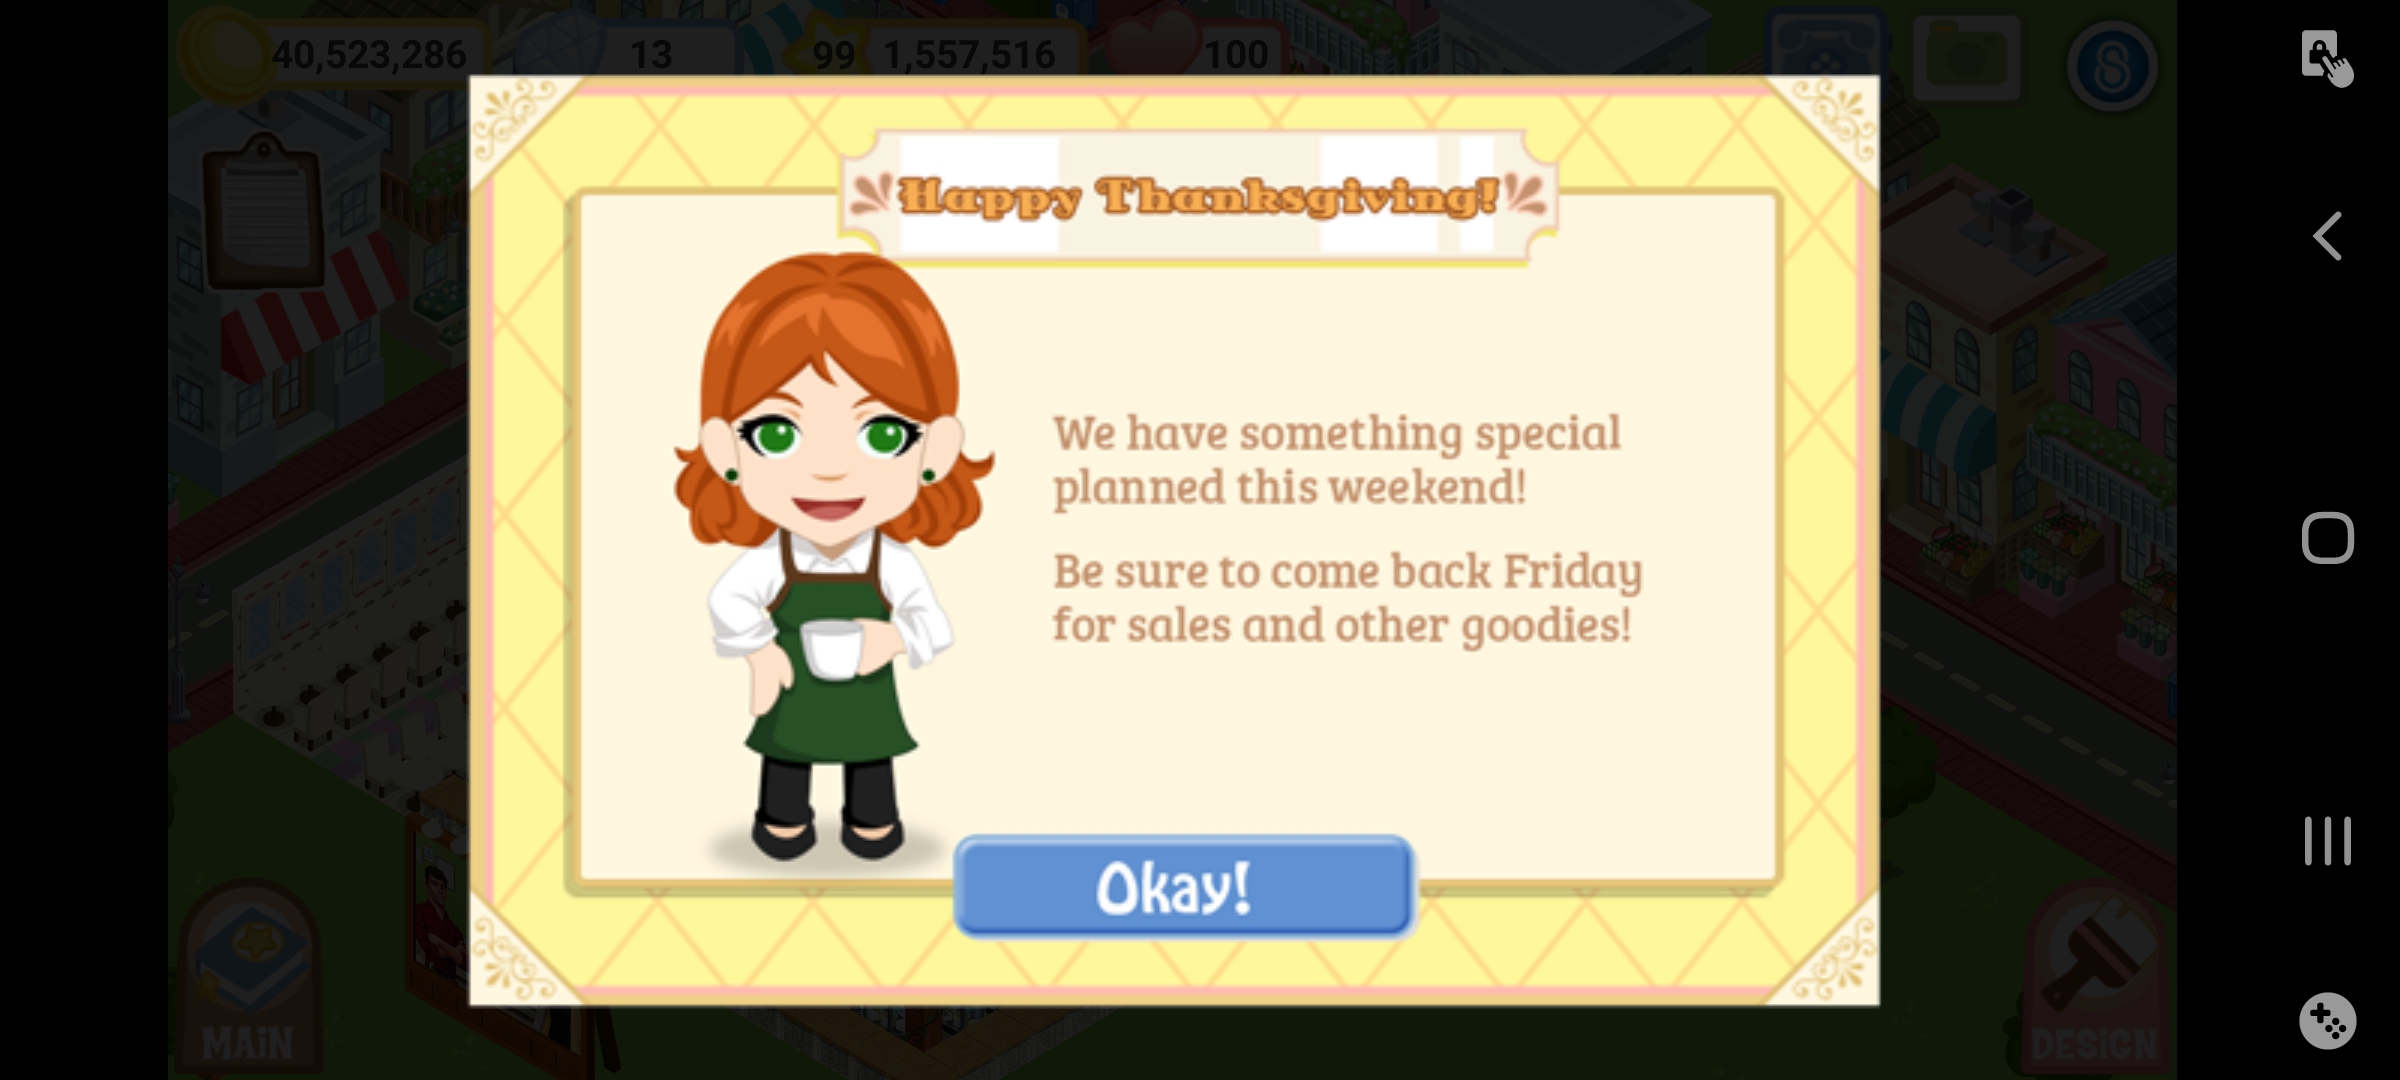 40,523,286
13
99 1,557,516
100
Happy Thanksgiving!
We have something special
planned this weekend!
Be sure to come back Friday
for sales and other goodies!
Okay!
MAiN
DESiGN